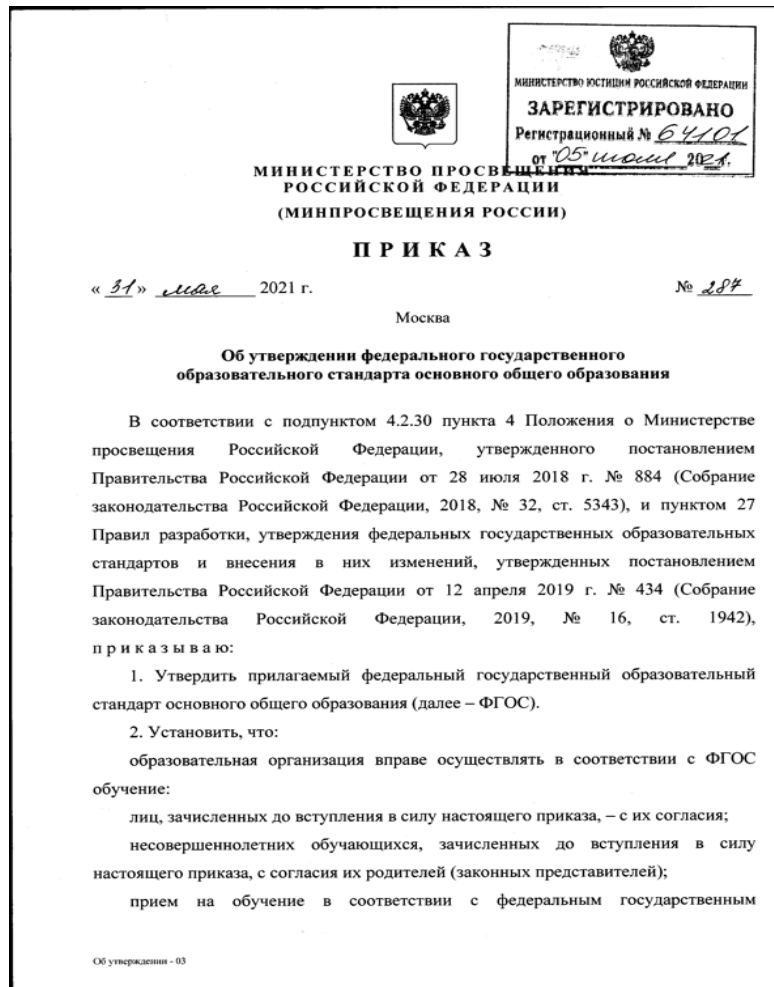 МИНИСТЕРСТВО ЮСТИЦИИ РОССИЙСКОЙ ФЕДЕРАЦИИ
ЗАРЕГИСТРИРОВАНО
Регистрационный № 64101
от "05" июля 2021г.
МИНИСТЕРСТВО ПРОСВЕЩЕНИЯ
РОССИЙСКОЙ ФЕДЕРАЦИИ
(МИНПРОСВЕЩЕНИЯ РОССИИ)
ПРИКАЗ
« 31 » мая 2021 г. № 287
Москва
Об утверждении федерального государственного
образовательного стандарта основного общего образования
В соответствии с подпунктом 4.2.30 пункта 4 Положения о Министерстве
просвещения Российской Федерации, утвержденного постановлением
Правительства Российской Федерации от 28 июля 2018 г. № 884 (Собрание
законодательства Российской Федерации, 2018, № 32, ст. 5343), и пунктом 27
Правил разработки, утверждения федеральных государственных образовательных
стандартов и внесения в них изменений, утвержденных постановлением
Правительства Российской Федерации от 12 апреля 2019 г. № 434 (Собрание
законодательства Российской Федерации, 2019, № 16, ст. 1942),
приказываю:
1. Утвердить прилагаемый федеральный государственный образовательный
стандарт основного общего образования (далее – ФГОС).
2. Установить, что:
образовательная организация вправе осуществлять в соответствии с ФГОС
обучение:
лиц, зачисленных до вступления в силу настоящего приказа, – с их согласия;
несовершеннолетних обучающихся, зачисленных до вступления в силу
настоящего приказа, с согласия их родителей (законных представителей);
прием на обучение в соответствии с федеральным государственным
Об утверждении - 03